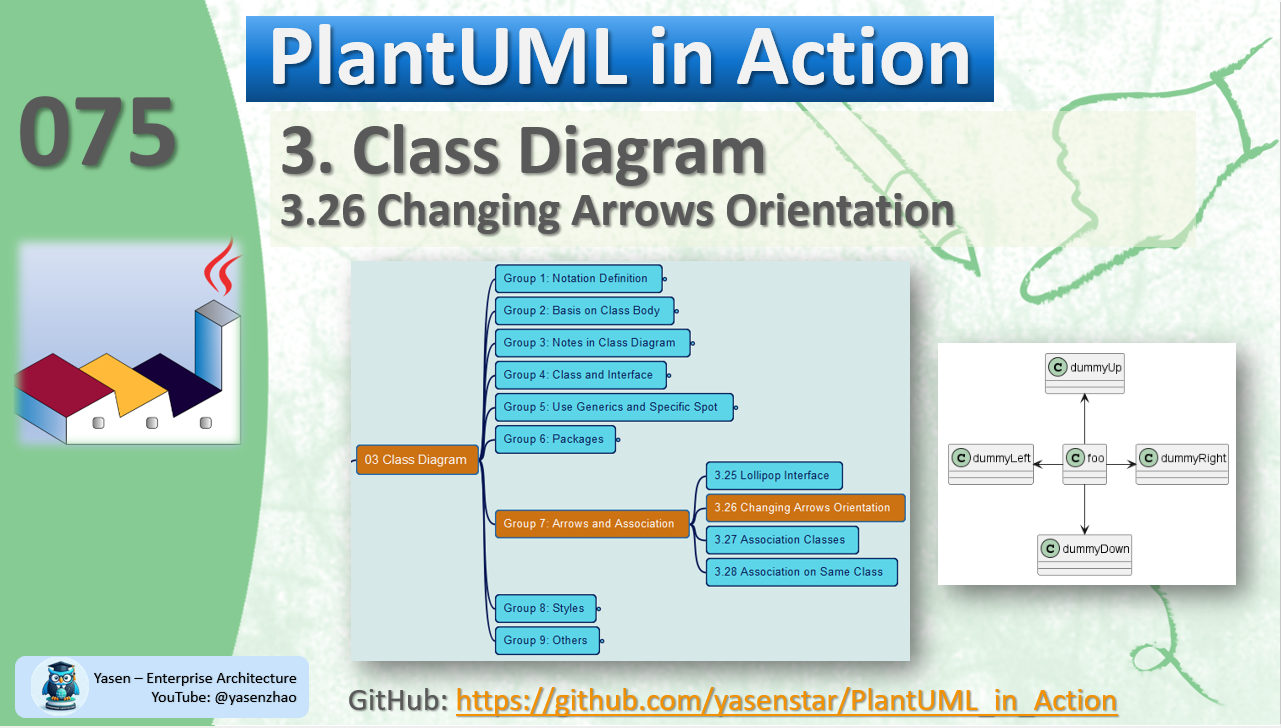 PlantUML in Action
075
3. Class Diagram
3.26 Changing Arrows Orientation
03 Class Diagram
Group 1: Notation Definition
Group 2: Basis on Class Body
Group 3: Notes in Class Diagram
Group 4: Class and Interface
Group 5: Use Generics and Specific Spot
Group 6: Packages
Group 7: Arrows and Association
3.25 Lollipop Interface
3.26 Changing Arrows Orientation
3.27 Association Classes
3.28 Association on Same Class
Group 8: Styles
Group 9: Others
C dummyUp
C dummyLeft
C foo
C dummyRight
C dummyDown
Yasen – Enterprise Architecture
YouTube: @yasenzhao
GitHub: https://github.com/yasenstar/PlantUML_in_Action